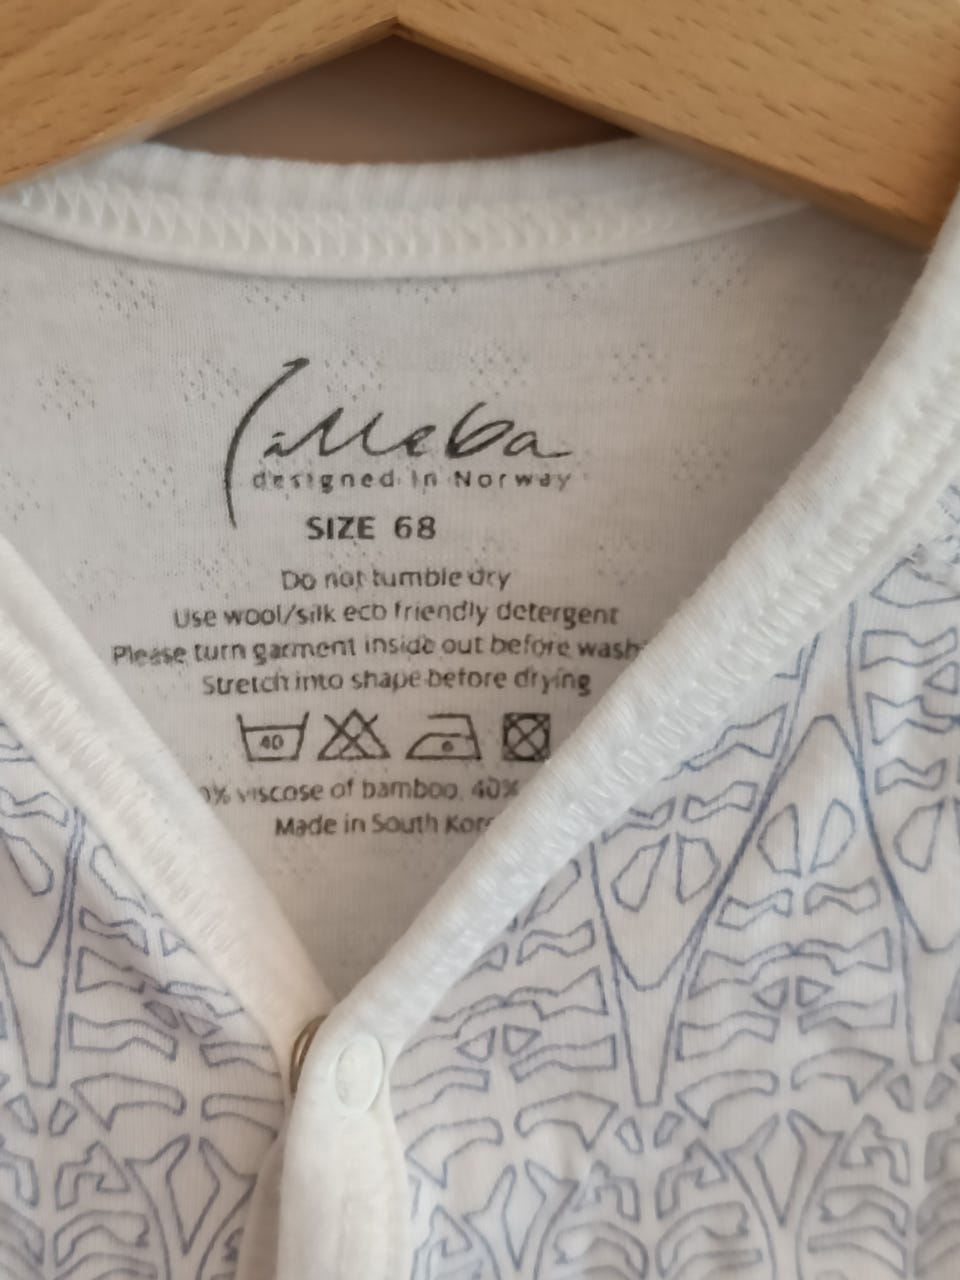 designed in Norway
SIZE 68
Do not tumble dry
Use wool/silk eco friendly detergent
Please turn garment inside out before wash
Stretch into shape before drying
40
% viscose of bamboo, 40%
Made in South Kor